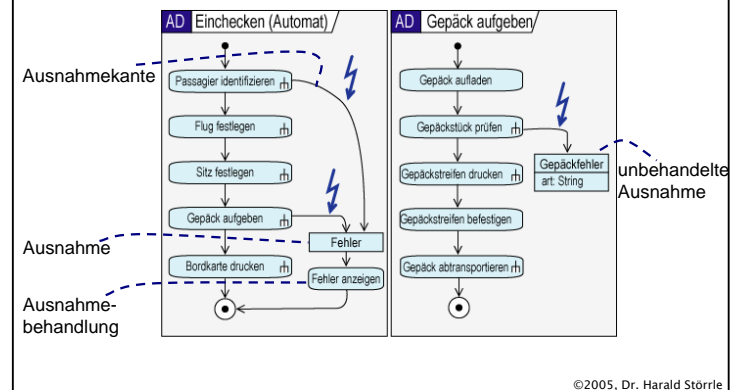 AD Einchecken (Automat)
Passagier identifizieren
Flug festlegen
Sitz festlegen
Gepäck aufgeben
Bordkarte drucken
Fehler
Fehler anzeigen
Ausnahmekante
Ausnahme
Ausnahme-
behandlung
AD Gepäck aufgeben
Gepäck aufladen
Gepäckstück prüfen
Gepäckstreifen drucken
Gepäckstreifen befestigen
Gepäck abtransportieren
Gepäckfehler
art: String
unbehandelte
Ausnahme
©2005, Dr. Harald Störrle